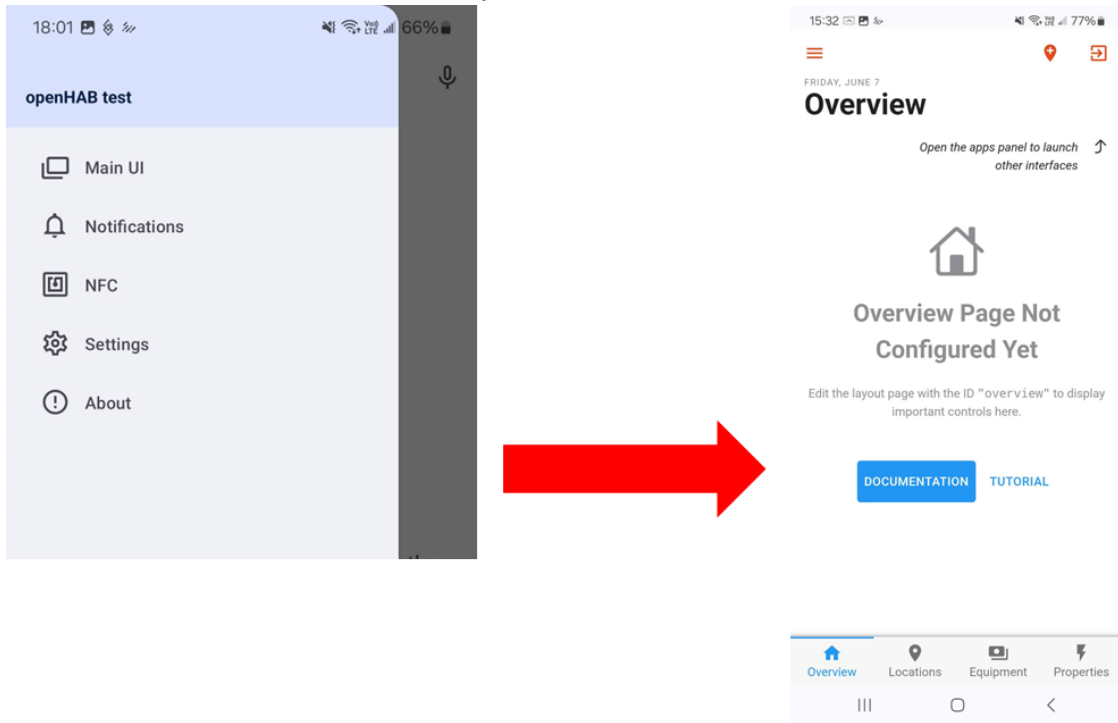 18:01
66%
openHAB test
Main UI
Notifications
NFC
Settings
About
15:32
77%
FRIDAY, JUNE 7
Overview
Open the apps panel to launch
other interfaces
Overview Page Not
Configured Yet
Edit the layout page with the ID "overview" to display
important controls here.
DOCUMENTATION TUTORIAL
Overview Locations Equipment Properties